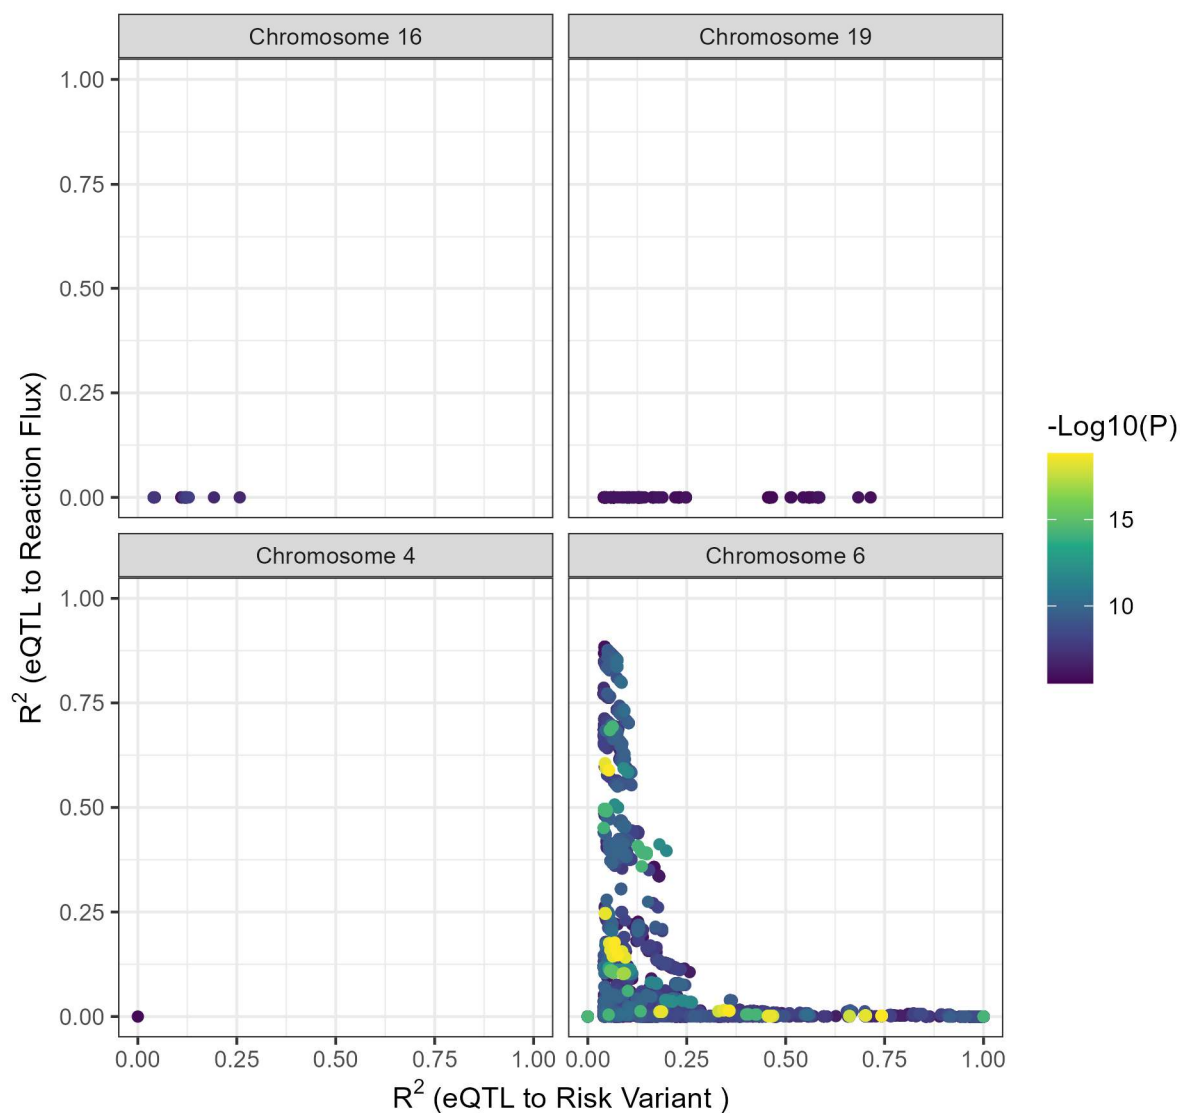 Chromosome 16
Chromosome 19
1.00
0.75
0.50
0.25
0.00
Chromosome 4
Chromosome 6
1.00
0.75
0.50
0.25
0.00
0.00 0.25 0.50 0.75 1.00
0.00 0.25 0.50 0.75 1.00
R² (eQTL to Risk Variant )
R² (eQTL to Reaction Flux)
-Log10(P)
15
10